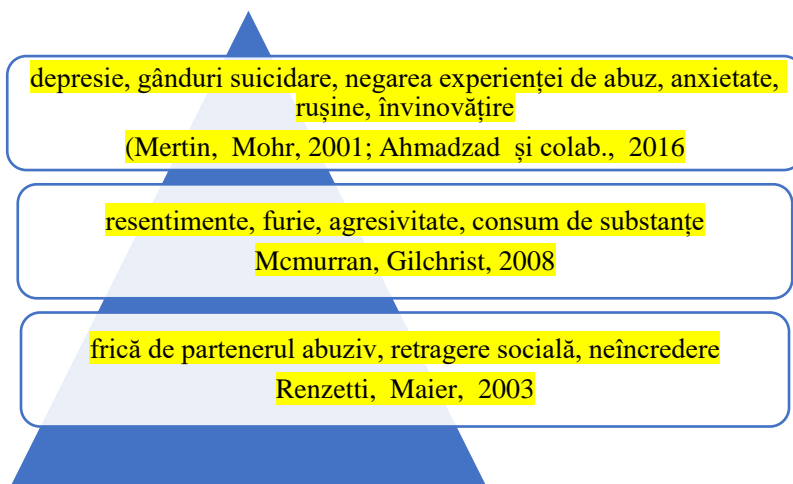 depresie, gânduri suicidare, negarea experienței de abuz, anxietate,
rușine, învinovățire
(Mertin, Mohr, 2001; Ahmadzad și colab., 2016
resentimente, furie, agresivitate, consum de substanțe
Mcmurran, Gilchrist, 2008
frică de partenerul abuziv, retragere socială, neîncredere
Renzetti, Maier, 2003